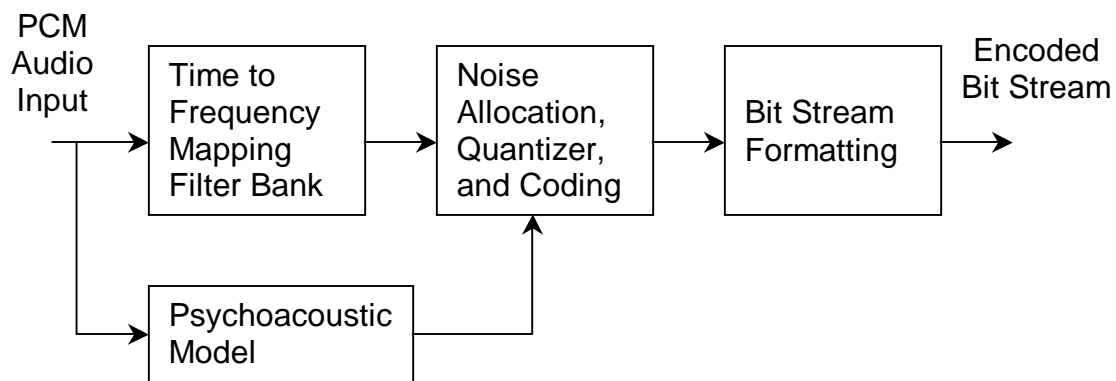 PCM
Audio
Input
Time to
Frequency
Mapping
Filter Bank
Noise
Allocation,
Quantizer,
and Coding
Bit Stream
Formatting
Encoded
Bit Stream
Psychoacoustic
Model